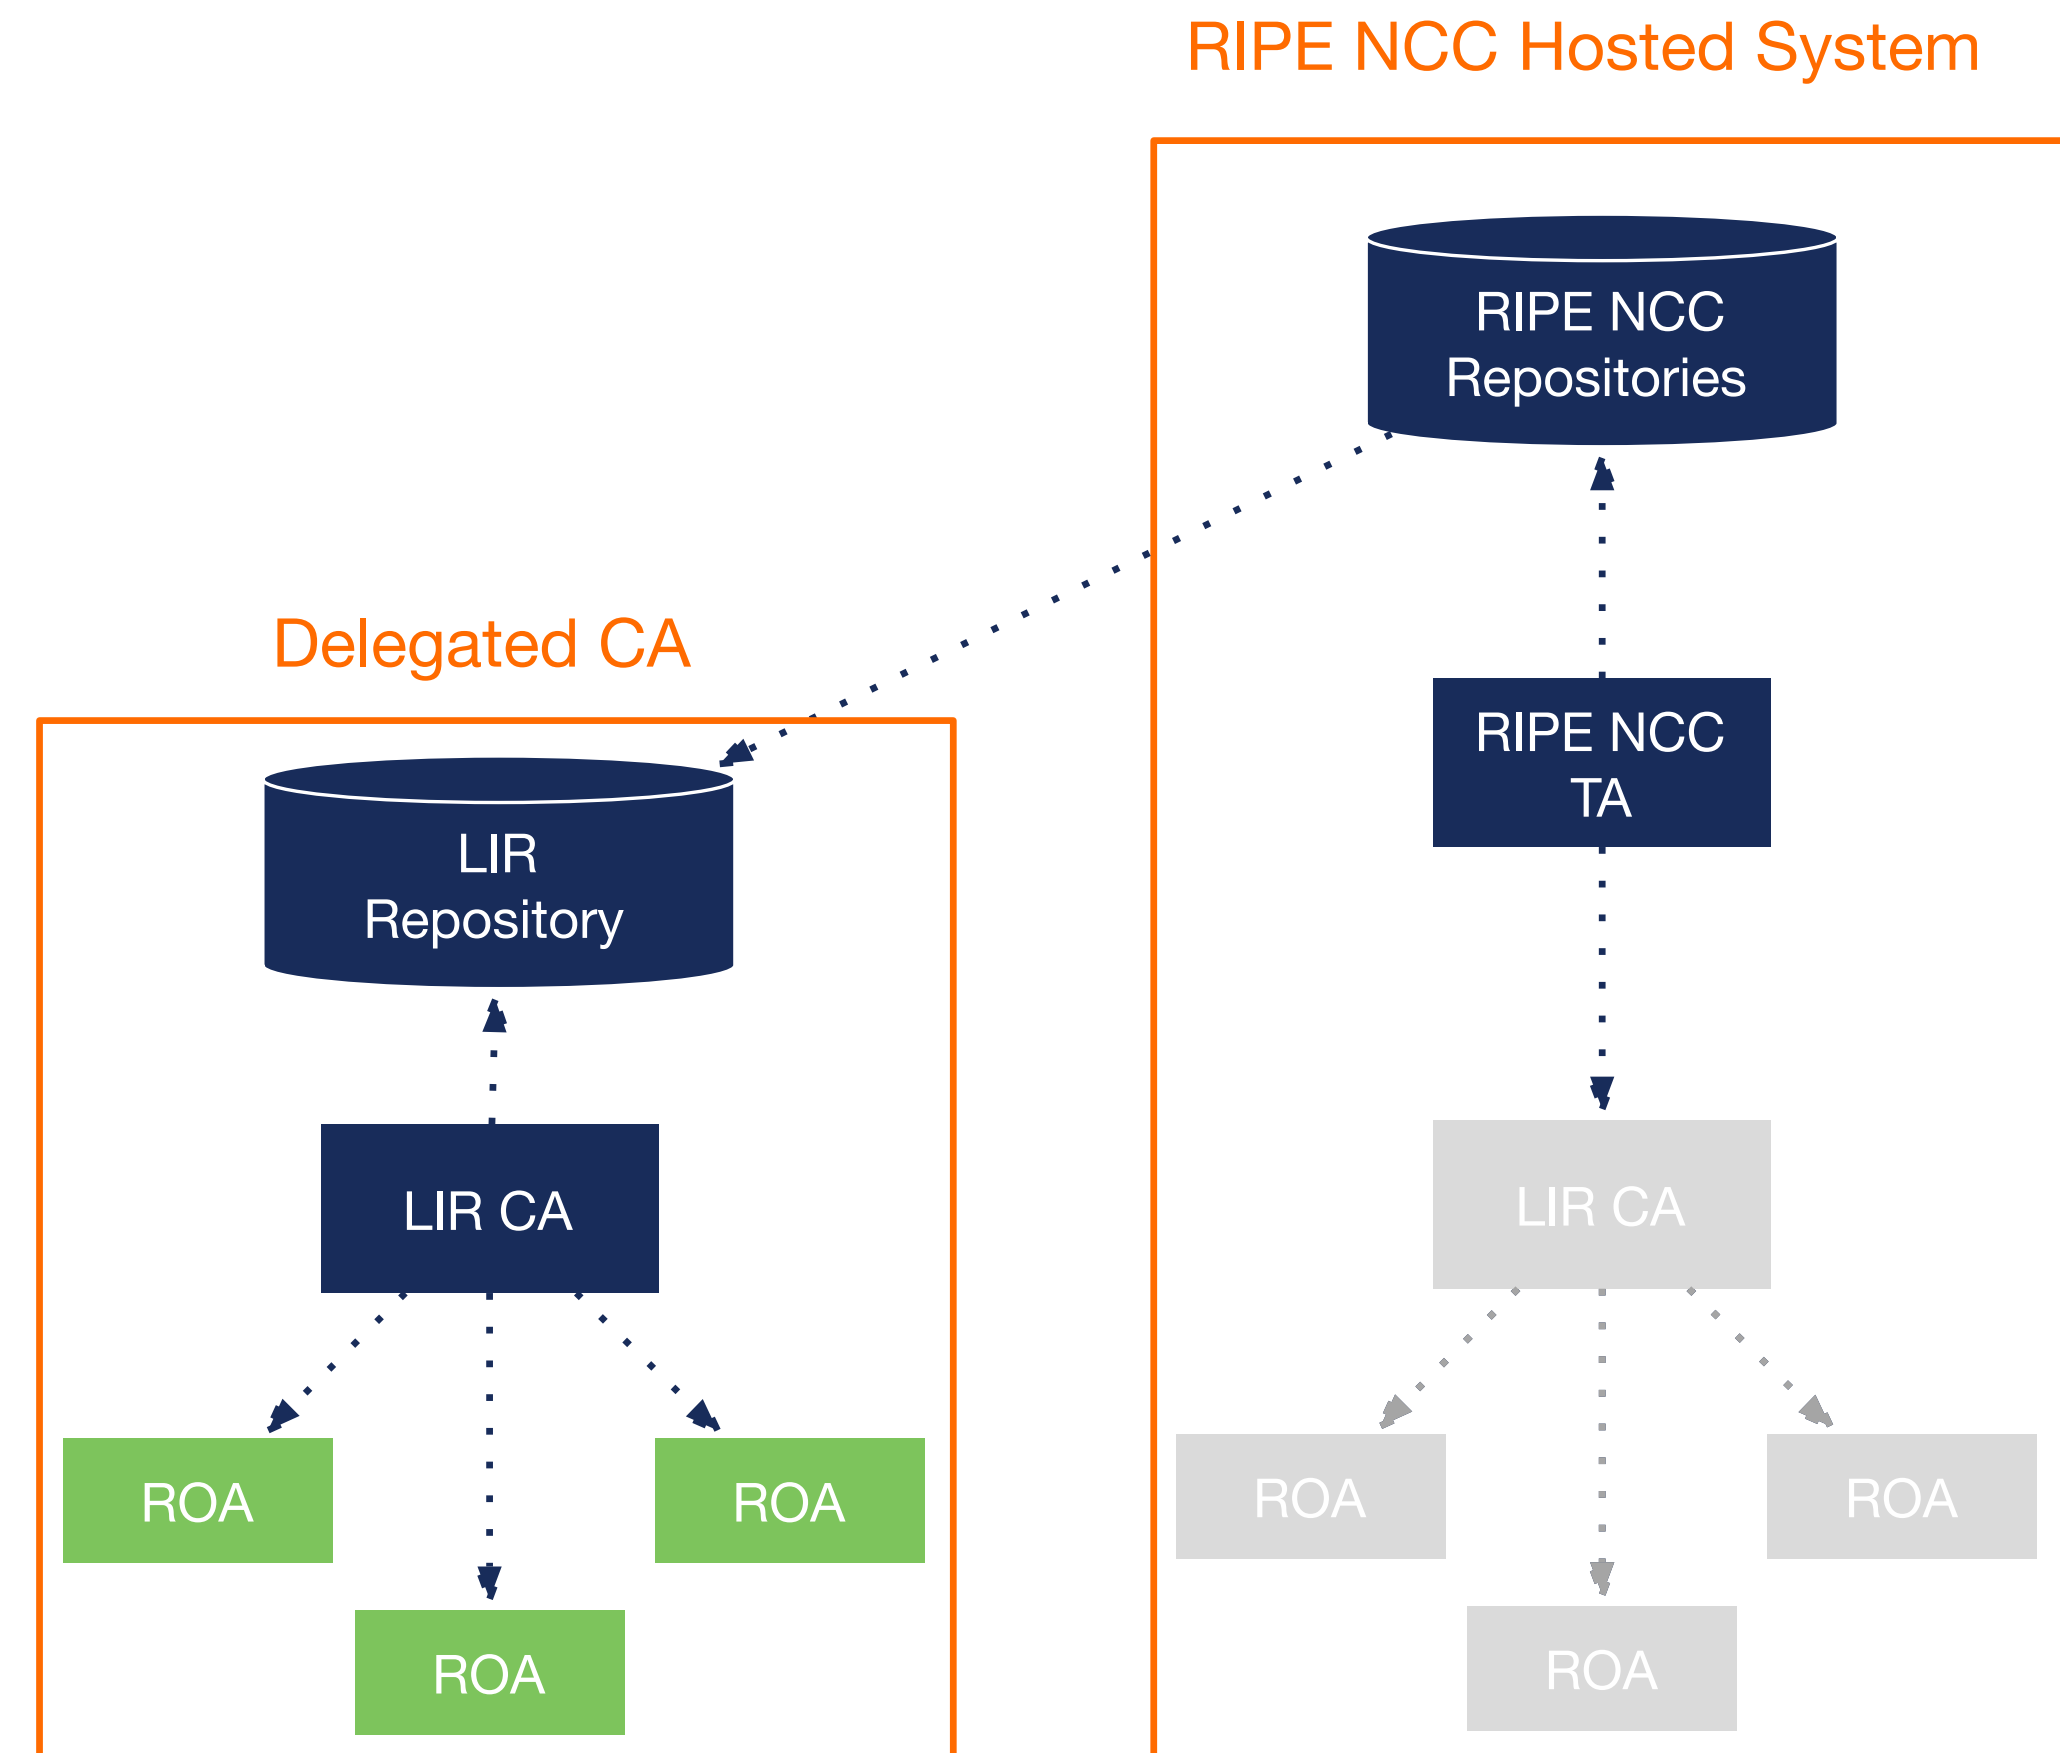 RIPE NCC Hosted System
RIPE NCC
Repositories
Delegated CA
RIPE NCC
TA
LIR
Repository
LIR CA
LIR CA
ROA
ROA
ROA
ROA
ROA
ROA